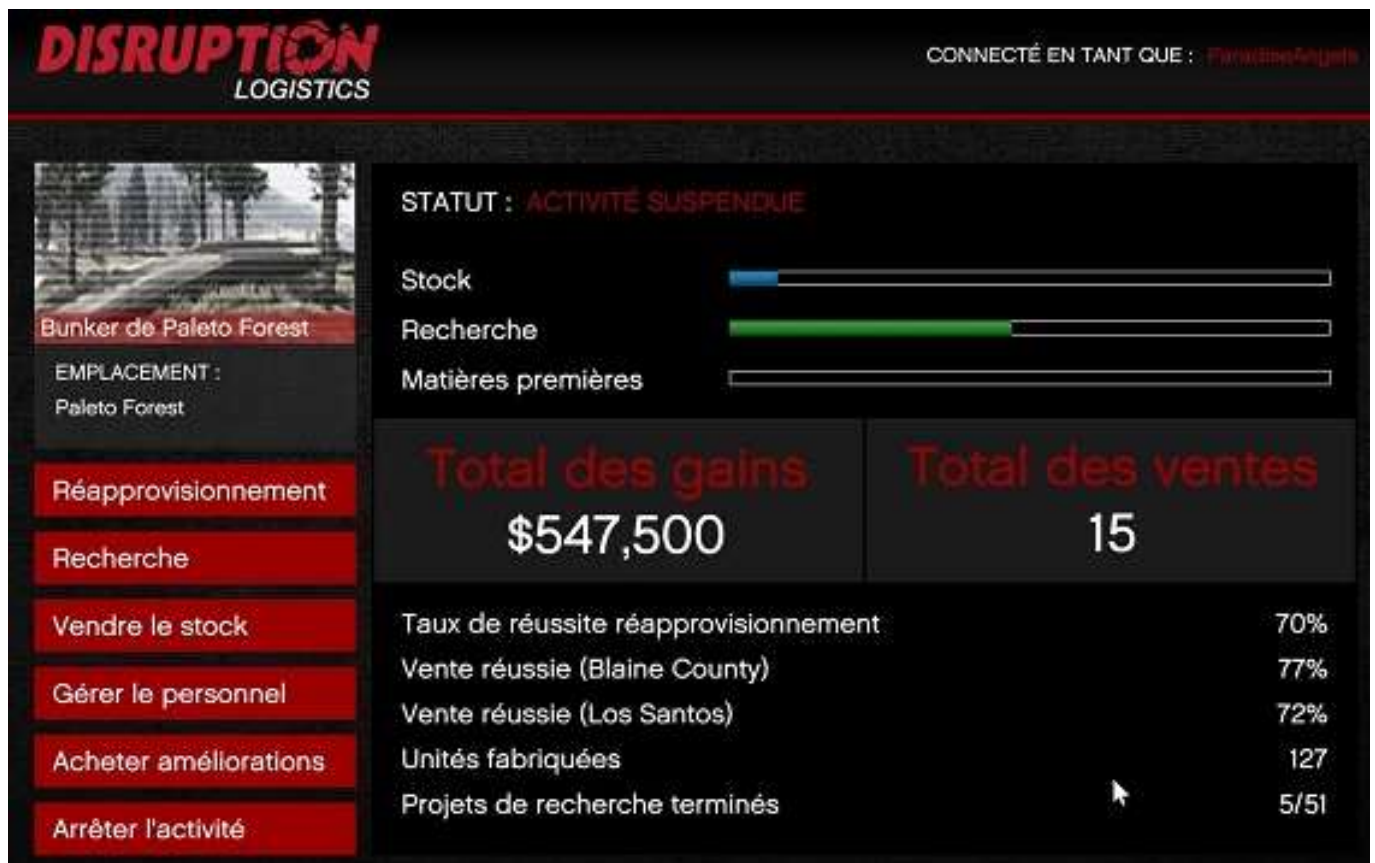 DISRUPTION
LOGISTICS
CONNECTÉ EN TANT QUE : ParadiseAngels
Bunker de Paleto Forest
EMPLACEMENT :
Paleto Forest
Réapprovisionnement
Recherche
Vendre le stock
Gérer le personnel
Acheter améliorations
Arrêter l'activité
STATUT : ACTIVITÉ SUSPENDUE
Stock
Recherche
Matières premières
Total des gains
$547,500
Total des ventes
15
Taux de réussite réapprovisionnement 70%
Vente réussie (Blaine County) 77%
Vente réussie (Los Santos) 72%
Unités fabriquées 127
Projets de recherche terminés 5/51